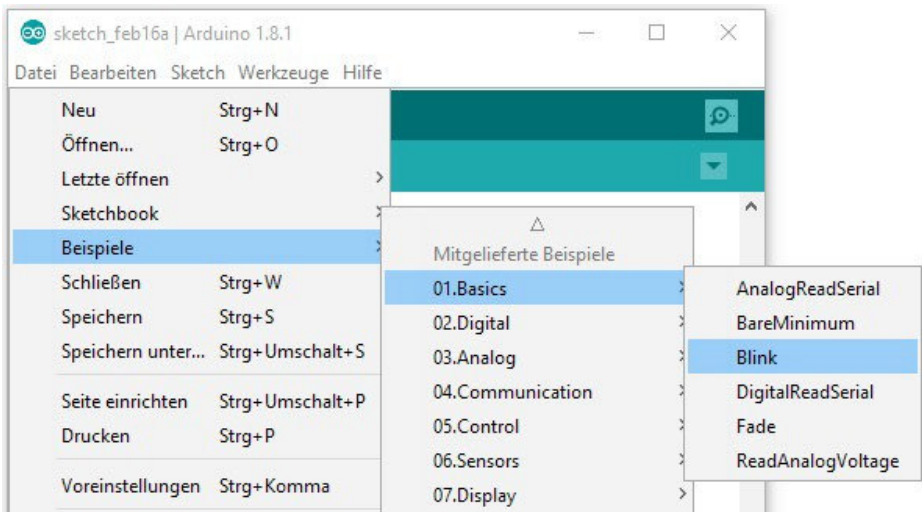 sketch_feb16a | Arduino 1.8.1
Datei Bearbeiten Sketch Werkzeuge Hilfe
Neu Strg+N
Öffnen... Strg+O
Letzte öffnen
Sketchbook
Beispiele
Schließen Strg+W
Speichern Strg+S
Speichern unter... Strg+Umschalt+S
Seite einrichten Strg+Umschalt+P
Drucken Strg+P
Voreinstellungen Strg+Komma
Mitgelieferte Beispiele
01.Basics
02.Digital
03.Analog
04.Communication
05.Control
06.Sensors
07.Display
AnalogReadSerial
BareMinimum
Blink
DigitalReadSerial
Fade
ReadAnalogVoltage